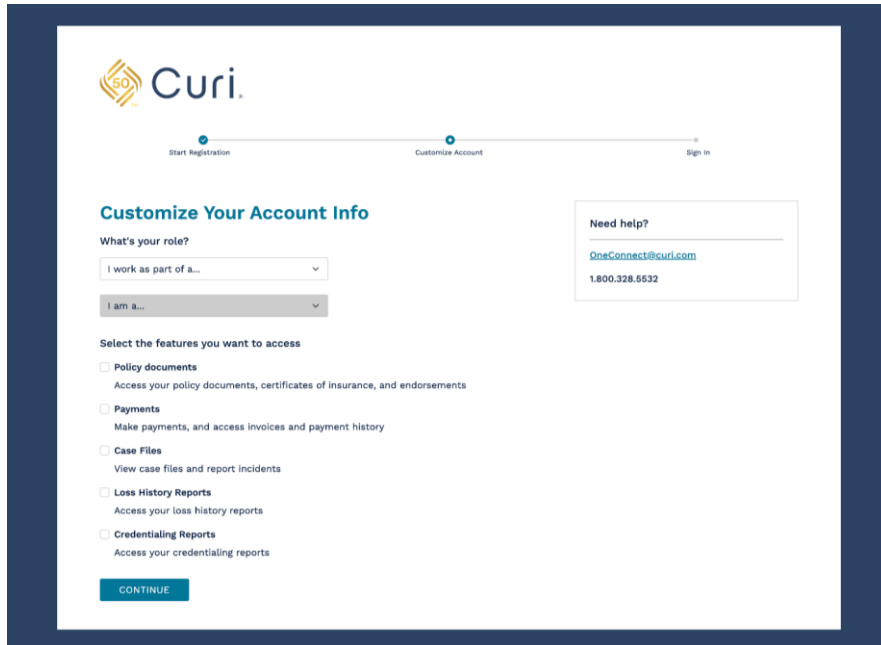 50
Curi.
Start Registration
Customize Account
Sign In
Customize Your Account Info
What's your role?
I work as part of a...
I am a...
Select the features you want to access
Policy documents
Access your policy documents, certificates of insurance, and endorsements
Payments
Make payments, and access invoices and payment history
Case Files
View case files and report incidents
Loss History Reports
Access your loss history reports
Credentialing Reports
Access your credentialing reports
CONTINUE
Need help?
OneConnect@curi.com
1.800.328.5532